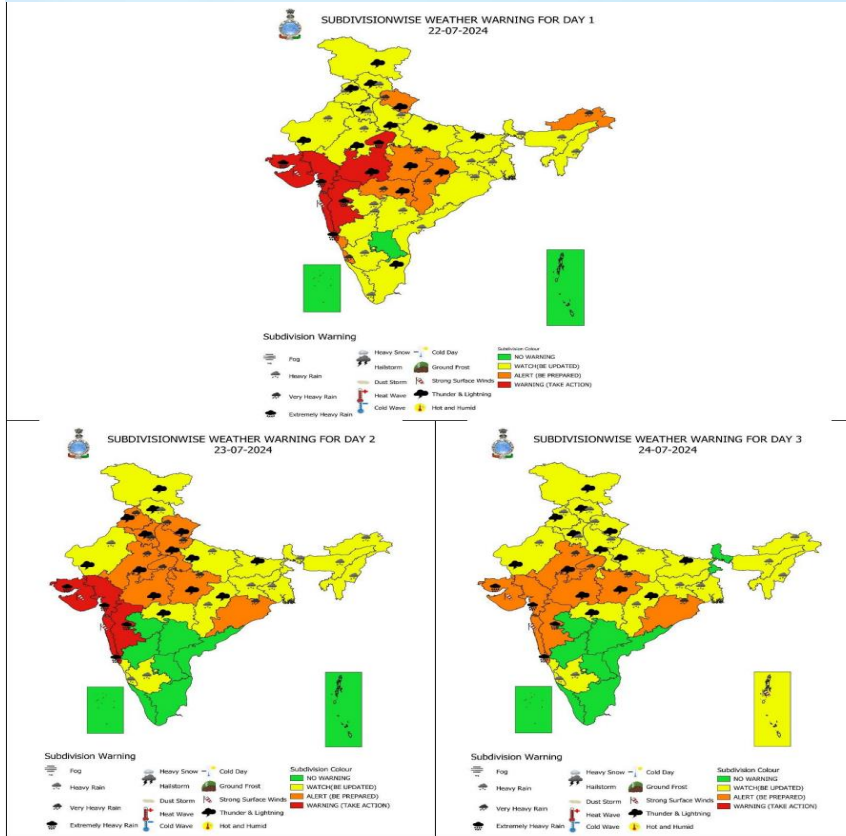 SUBDIVISIONWISE WEATHER WARNING FOR DAY 1
22-07-2024
Subdivision Warning
Fog
Heavy Rain
Very Heavy Rain
Extremely Heavy Rain
Heavy Snow
Hailstorm
Dust Storm
Heat Wave
Cold Wave
Cold Day
Ground Frost
Strong Surface Winds
Thunder & Lightning
Hot and Humid
Subdivision Colour
NO WARNING
WATCH(BE UPDATED)
ALERT (BE PREPARED)
WARNING (TAKE ACTION)
SUBDIVISIONWISE WEATHER WARNING FOR DAY 2
23-07-2024
Subdivision Warning
Fog
Heavy Rain
Very Heavy Rain
Extremely Heavy Rain
Heavy Snow
Hailstorm
Dust Storm
Heat Wave
Cold Wave
Cold Day
Ground Frost
Strong Surface Winds
Thunder & Lightning
Hot and Humid
Subdivision Colour
NO WARNING
WATCH(BE UPDATED)
ALERT (BE PREPARED)
WARNING (TAKE ACTION)
SUBDIVISIONWISE WEATHER WARNING FOR DAY 3
24-07-2024
Subdivision Warning
Fog
Heavy Rain
Very Heavy Rain
Extremely Heavy Rain
Heavy Snow
Hailstorm
Dust Storm
Heat Wave
Cold Wave
Cold Day
Ground Frost
Strong Surface Winds
Thunder & Lightning
Hot and Humid
Subdivision Colour
NO WARNING
WATCH(BE UPDATED)
ALERT (BE PREPARED)
WARNING (TAKE ACTION)